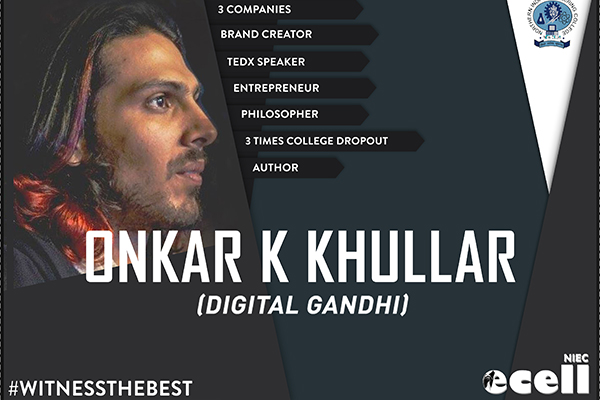 3 COMPANIES
BRAND CREATOR
TEDX SPEAKER
ENTREPRENEUR
PHILOSOPHER
3 TIMES COLLEGE DROPOUT
AUTHOR
ONKAR K KHULLAR
(DIGITAL GANDHI)
#WITNESSTHEBEST
NIEC
ecell